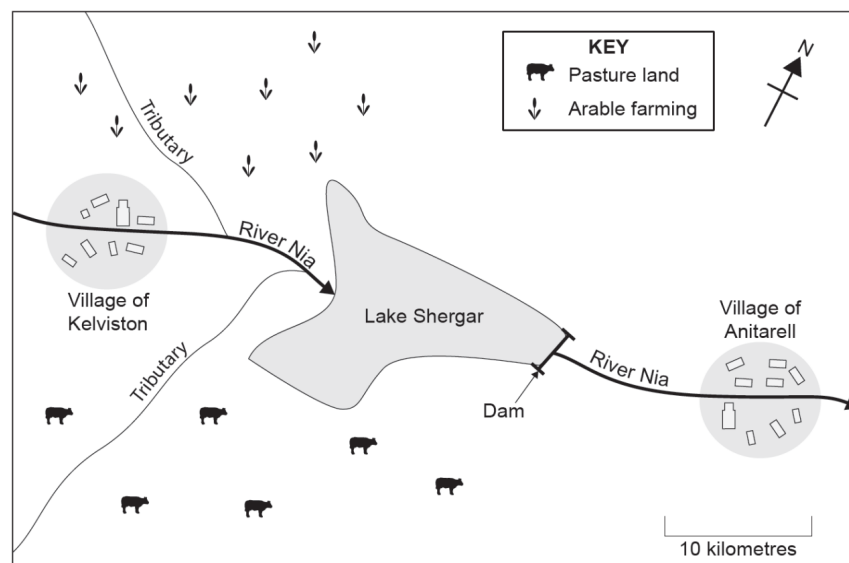 KEY
Pasture land
Arable farming
N
Tributary
River Nia
Village of
Kelviston
Lake Shergar
Village of
Anitarell
River Nia
Tributary
Dam
10 kilometres